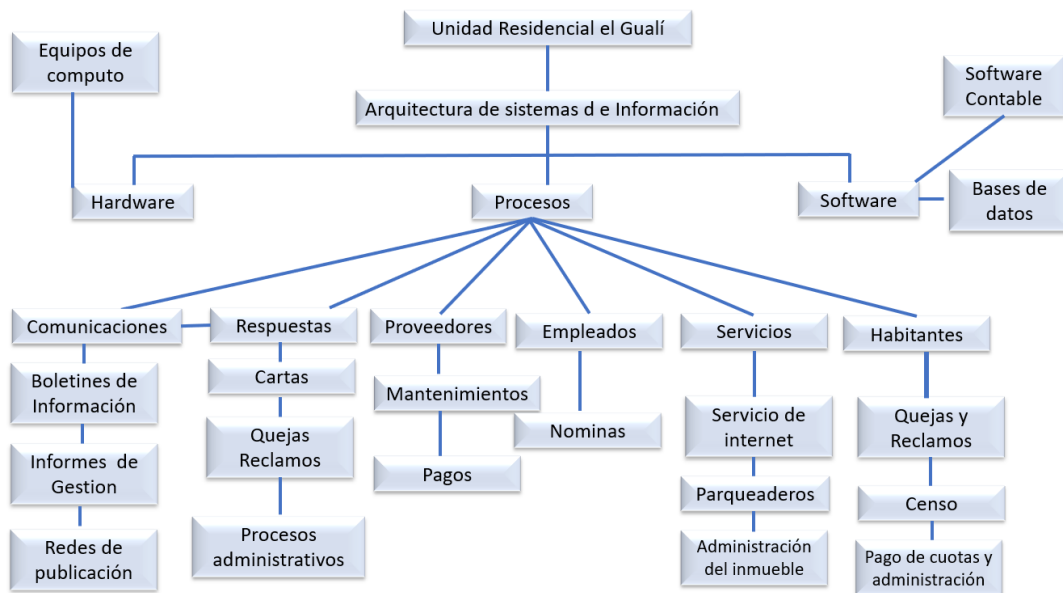 Unidad Residencial el Gualí
Equipos de
computo
Software
Contable
Arquitectura de sistemas d e Información
Hardware
Procesos
Software
Bases de
datos
Comunicaciones
Respuestas
Proveedores
Empleados
Servicios
Habitantes
Boletines de
Información
Informes de
Gestion
Redes de
publicación
Cartas
Quejas
Reclamos
Procesos
administrativos
Mantenimientos
Pagos
Nominas
Servicio de
internet
Parqueaderos
Administración
del inmueble
Quejas y
Reclamos
Censo
Pago de cuotas y
administración